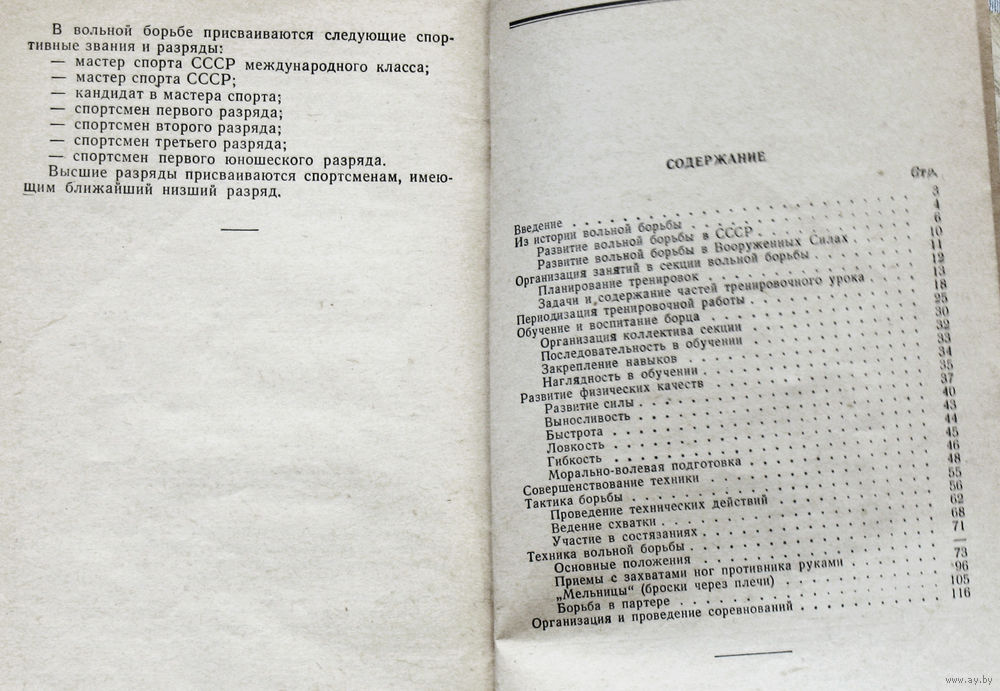 В вольной борьбе присваиваются следующие спор-
тивные звания и разряды:
— мастер спорта СССР международного класса;
— мастер спорта СССР;
— кандидат в мастера спорта;
— спортсмен первого разряда;
— спортсмен второго разряда;
— спортсмен третьего разряда;
— спортсмен первого юношеского разряда.
Высшие разряды присваиваются спортсменам, имею-
щим ближайший низший разряд.
СОДЕРЖАНИЕ
Стр.
Введение . . . 3
Из истории вольной борьбы . . . 4
Развитие вольной борьбы в СССР . . . 6
Развитие вольной борьбы в Вооруженных Силах . . . 10
Организация занятий в секции вольной борьбы . . . 11
Планирование тренировок . . . 12
Задачи и содержание частей тренировочного урока . . . 13
Периодизация тренировочной работы . . . 18
Обучение и воспитание борца . . . 25
Организация коллектива секции . . . 30
Последовательность в обучении . . . 32
Закрепление навыков . . . 33
Наглядность в обучении . . . 34
Развитие физических качеств . . . 35
Развитие силы . . . 37
Выносливость . . . 40
Быстрота . . . 43
Ловкость . . . 44
Гибкость . . . 45
Морально-волевая подготовка . . . 46
Совершенствование техники . . . 48
Тактика борьбы . . . 55
Проведение технических действий . . . 56
Ведение схватки . . . 62
Участие в состязаниях . . . 68
Техника вольной борьбы . . . 71
Основные положения . . . —
Приемы с захватами ног противника руками . . . 73
„Мельницы“ (броски через плечи) . . . 96
Борьба в партере . . . 105
Организация и проведение соревнований . . . 116
www.ay.by